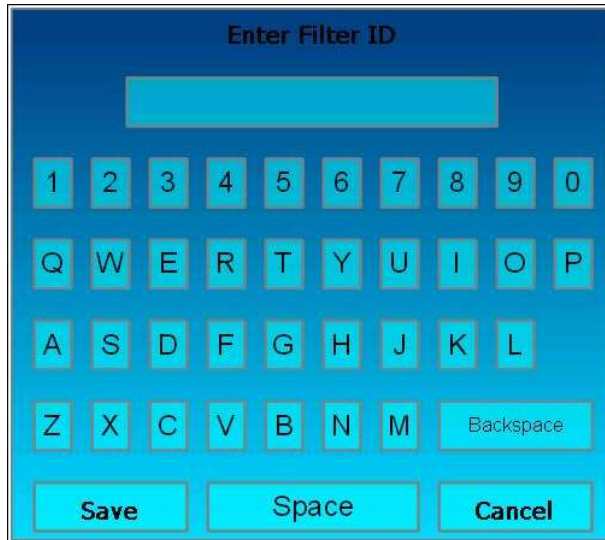 Enter Filter ID
1 2 3 4 5 6 7 8 9 0
Q W E R T Y U I O P
A S D F G H J K L
Z X C V B N M Backspace
Save Space Cancel